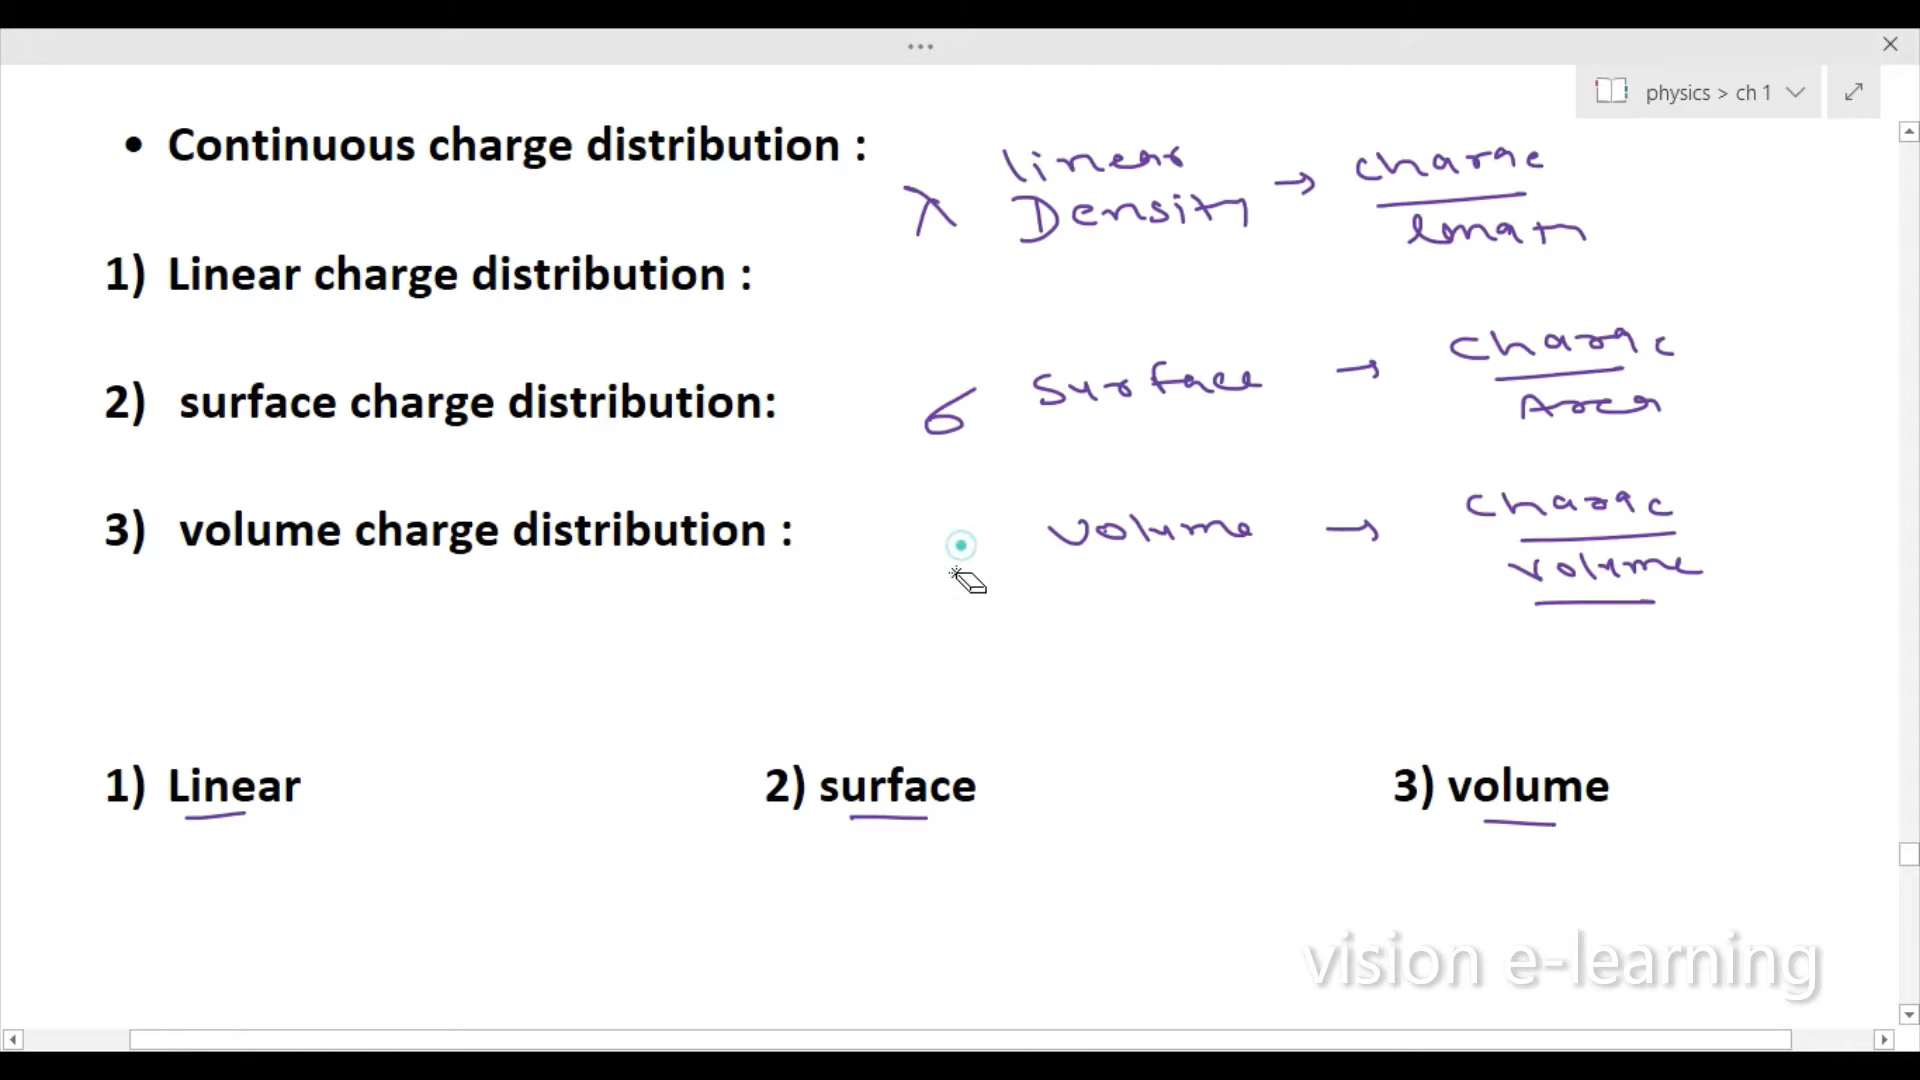 physics > ch 1
• Continuous charge distribution :
λ linear Density → charge
length
1) Linear charge distribution :
2) surface charge distribution:
σ Surface → charge
Area
3) volume charge distribution :
volume → charge
volume
1) Linear
2) surface
3) volume
vision e-learning